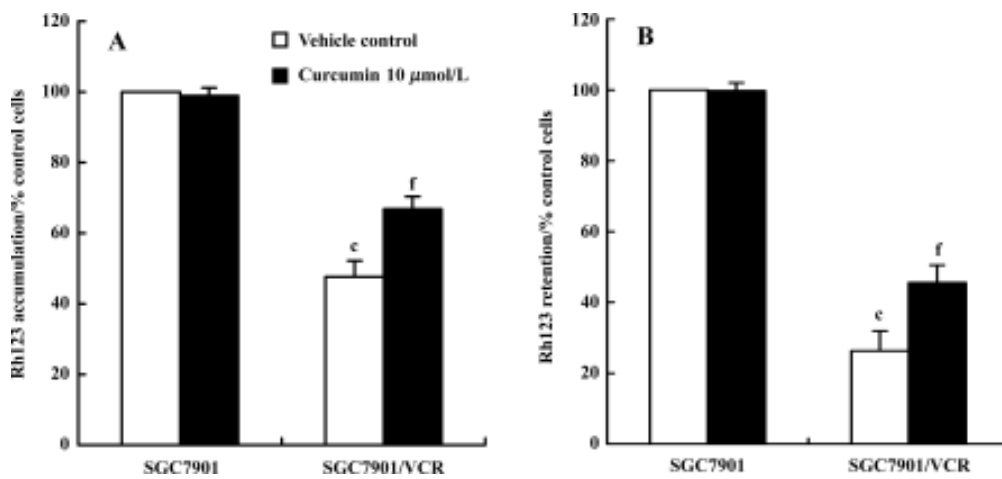 A
Vehicle control
Curcumin 10 μmol/L
Rh123 accumulation/% control cells
120
100
80
60
40
20
0
c
f
SGC7901
SGC7901/VCR
B
Rh123 retention/% control cells
120
100
80
60
40
20
0
c
f
SGC7901
SGC7901/VCR